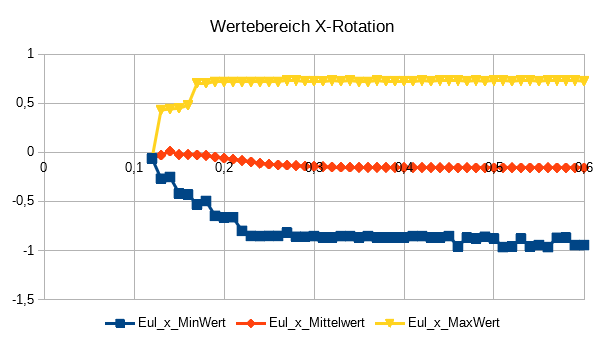 Wertebereich X-Rotation
1
0,5
0
0 0,1 0,2 0,3 0,4 0,5 0,6
-0,5
-1
-1,5
Eul_x_MinWert Eul_x_Mittelwert Eul_x_MaxWert